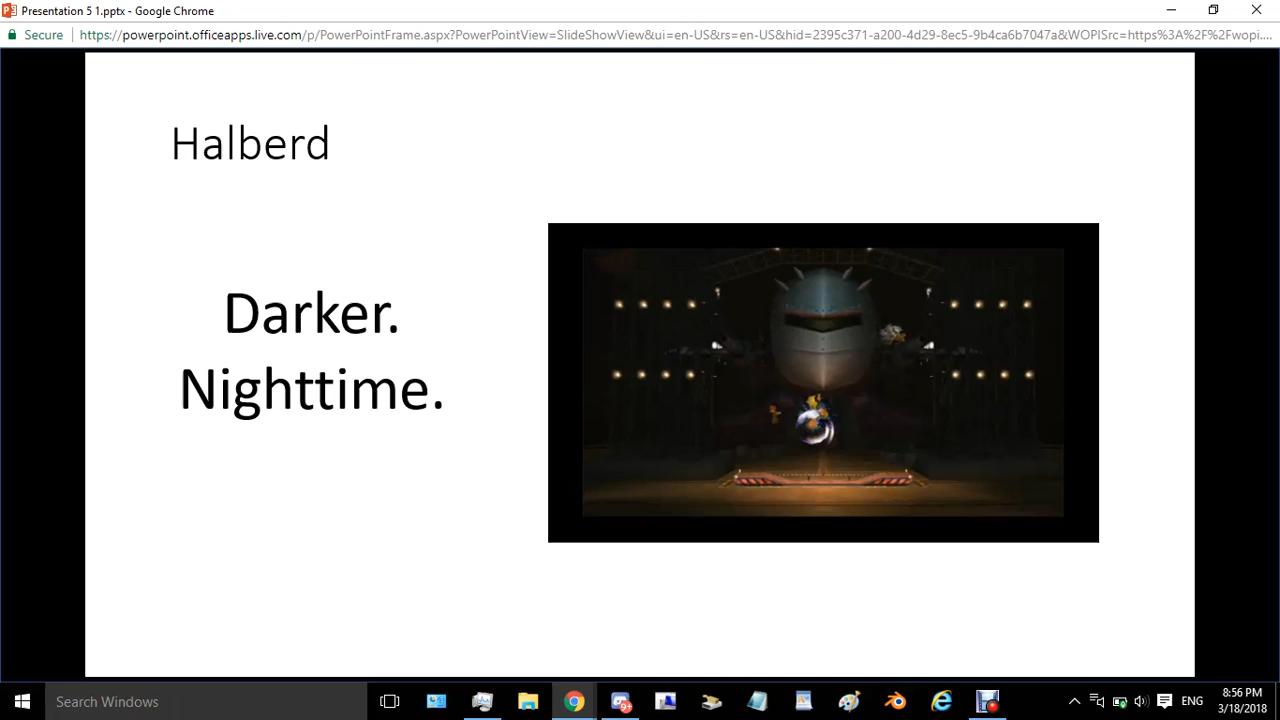 Presentation 5 1.pptx - Google Chrome
Secure
https://powerpoint.officeapps.live.com/p/PowerPointFrame.aspx?PowerPointView=SlideShowView&ui=en-US&rs=en-US&hid=2395c371-a200-4d29-8ec5-9b4ca6b7047a&WOPISrc=https%3A%2F%2Fwopi....
Halberd
Darker.
Nighttime.
Search Windows
ENG
8:56 PM
3/18/2018